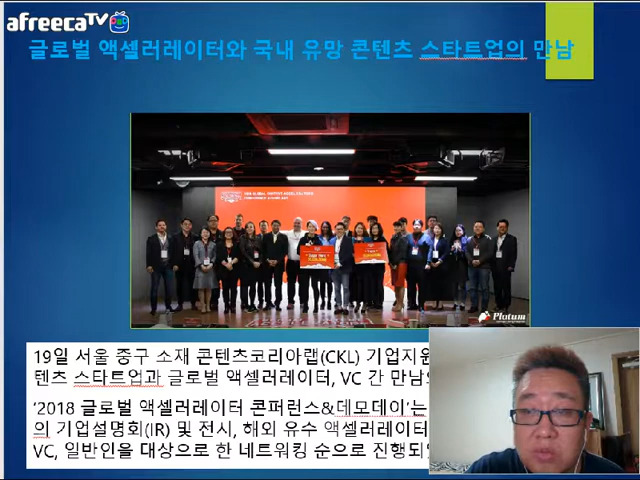 afreecaTV
글로벌 액셀러레이터와 국내 유망 콘텐츠 스타트업의 만남
Platum
19일 서울 중구 소재 콘텐츠코리아랩(CKL) 기업지원
텐츠 스타트업과 글로벌 액셀러레이터, VC 간 만남
‘2018 글로벌 액셀러레이터 콘퍼런스&데모데이’는
의 기업설명회(IR) 및 전시, 해외 유수 액셀러레이터
VC, 일반인을 대상으로 한 네트워킹 순으로 진행되